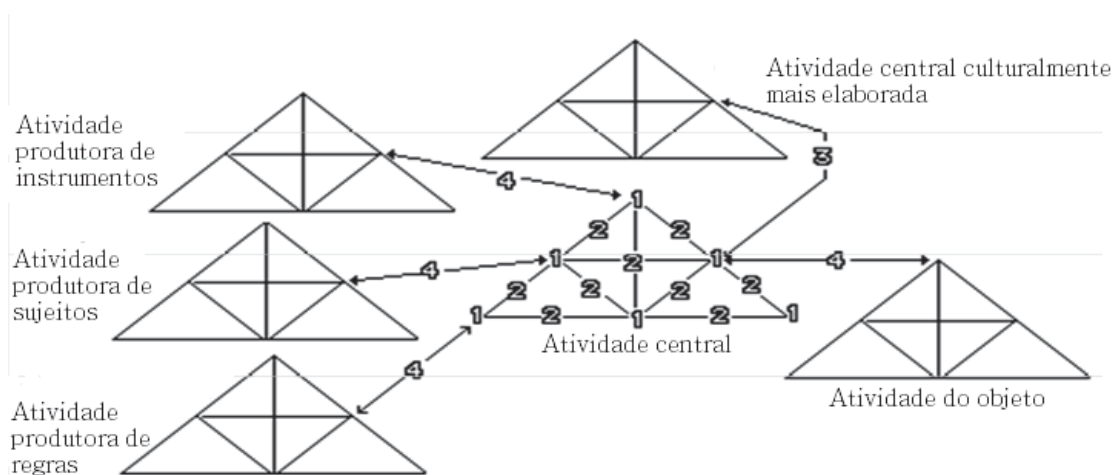 Atividade central culturalmente
mais elaborada
Atividade
produtora de
instrumentos
3
4
1
2 2
Atividade
produtora de
sujeitos
4
1 2 1 4
2 2 2 2
1 2 1 2 1
Atividade central
4
Atividade do objeto
Atividade
produtora de
regras